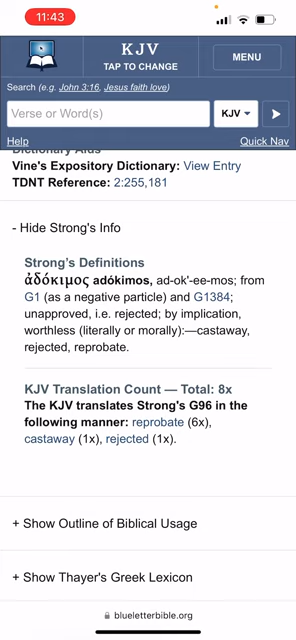 11:43
KJV
TAP TO CHANGE
MENU
Search (e.g. John 3:16, Jesus faith love)
Verse or Word(s)
KJV
Help
Quick Nav
Dictionary Aids
Vine's Expository Dictionary: View Entry
TDNT Reference: 2:255,181
- Hide Strong's Info
Strong's Definitions
ἀδόκιμος adókimos, ad-ok'-ee-mos; from
G1 (as a negative particle) and G1384;
unapproved, i.e. rejected; by implication,
worthless (literally or morally):—castaway,
rejected, reprobate.
KJV Translation Count — Total: 8x
The KJV translates Strong's G96 in the
following manner: reprobate (6x),
castaway (1x), rejected (1x).
+ Show Outline of Biblical Usage
+ Show Thayer's Greek Lexicon
blueletterbible.org